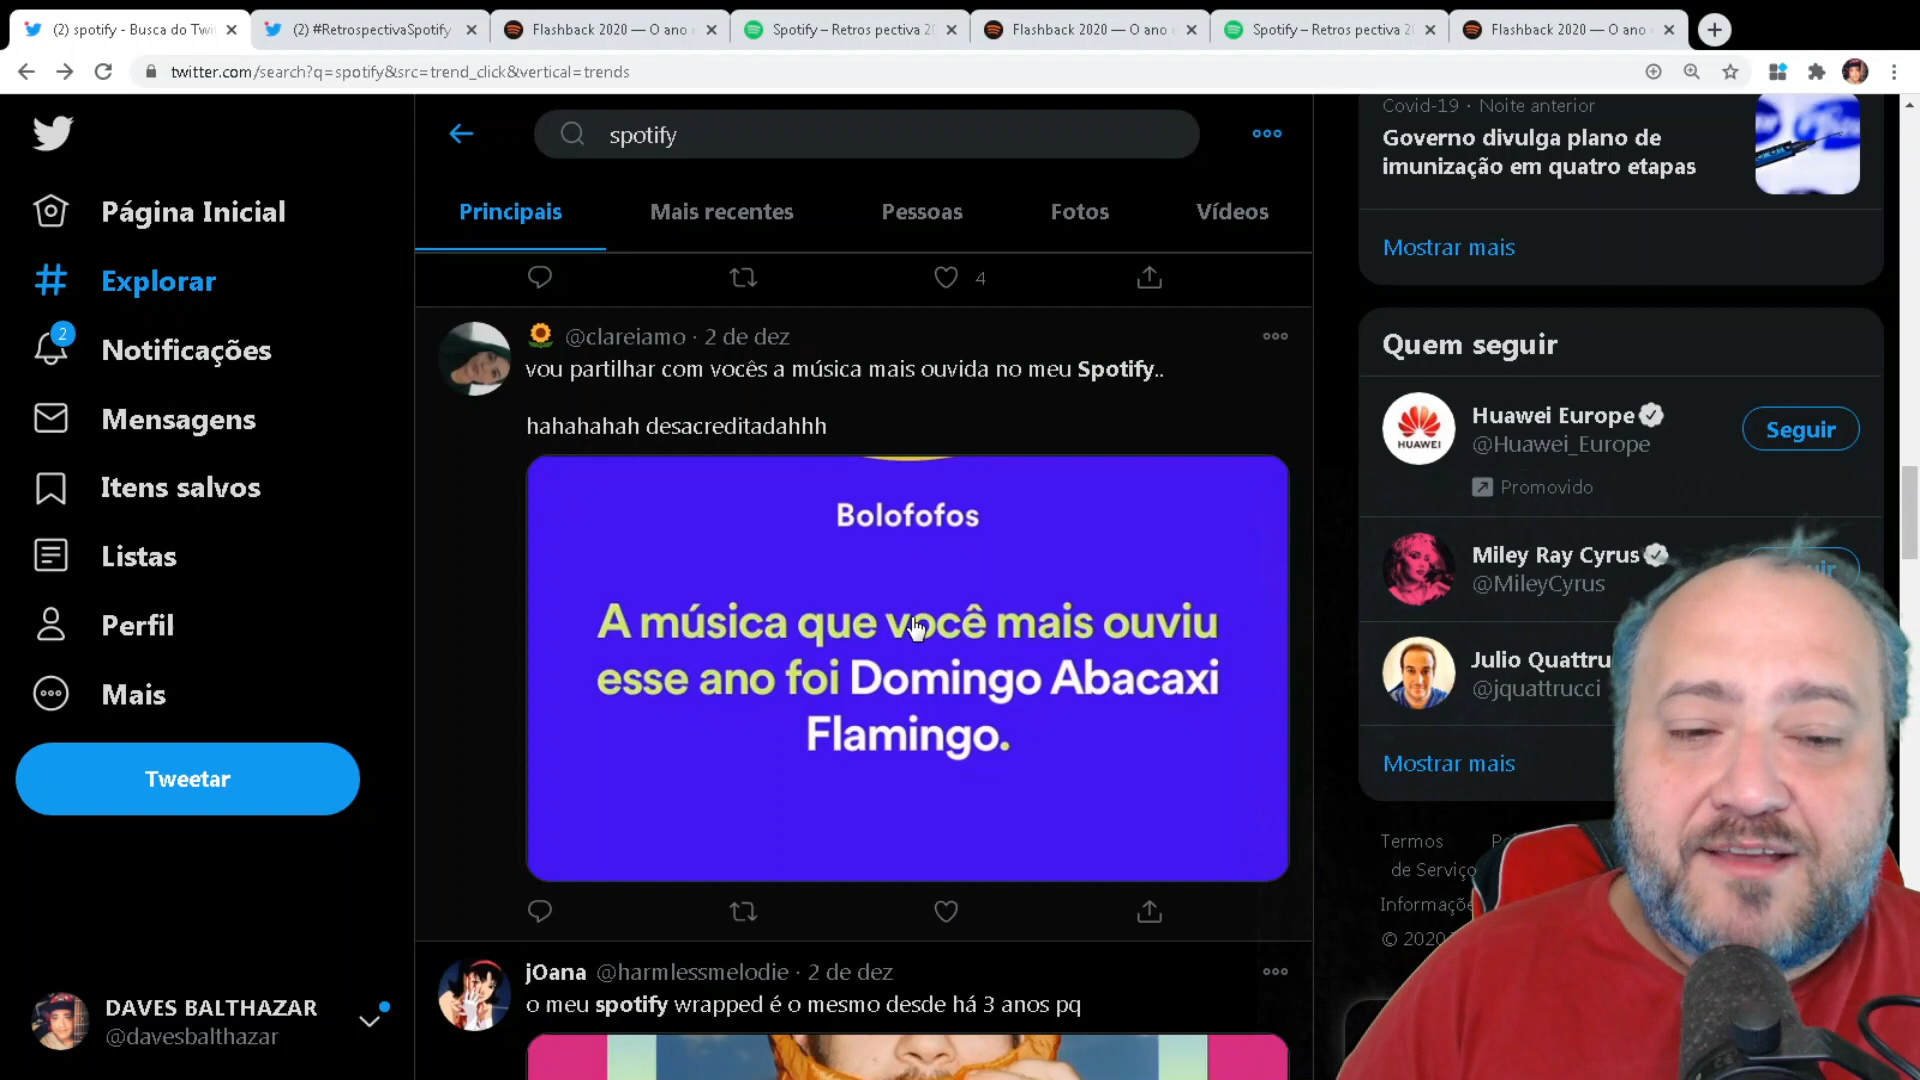 (2) spotify - Busca do Twi
(2) #RetrospectivaSpotify
Flashback 2020 — O ano
Spotify – Retros pectiva 20
Flashback 2020 — O ano
Spotify – Retros pectiva 2
Flashback 2020 — O ano
twitter.com/search?q=spotify&src=trend_click&vertical=trends
Página Inicial
Explorar
2
Notificações
Mensagens
Itens salvos
Listas
Perfil
Mais
Tweetar
DAVES BALTHAZAR
@davesbalthazar
spotify
Principais
Mais recentes
Pessoas
Fotos
Vídeos
4
@clareiamo · 2 de dez
vou partilhar com vocês a música mais ouvida no meu Spotify..
hahahahah desacreditadahhh
Bolofofos
A música que você mais ouviu
esse ano foi Domingo Abacaxi
Flamingo.
jOana @harmlessmelodie · 2 de dez
o meu spotify wrapped é o mesmo desde há 3 anos pq
Covid-19 · Noite anterior
Governo divulga plano de
imunização em quatro etapas
Mostrar mais
Quem seguir
HUAWEI
Huawei Europe
@Huawei_Europe
Seguir
Promovido
Miley Ray Cyrus
@MileyCyrus
Julio Quattru
@jquattrucci
Mostrar mais
Termos
de Serviço
Informaçõe
© 2020